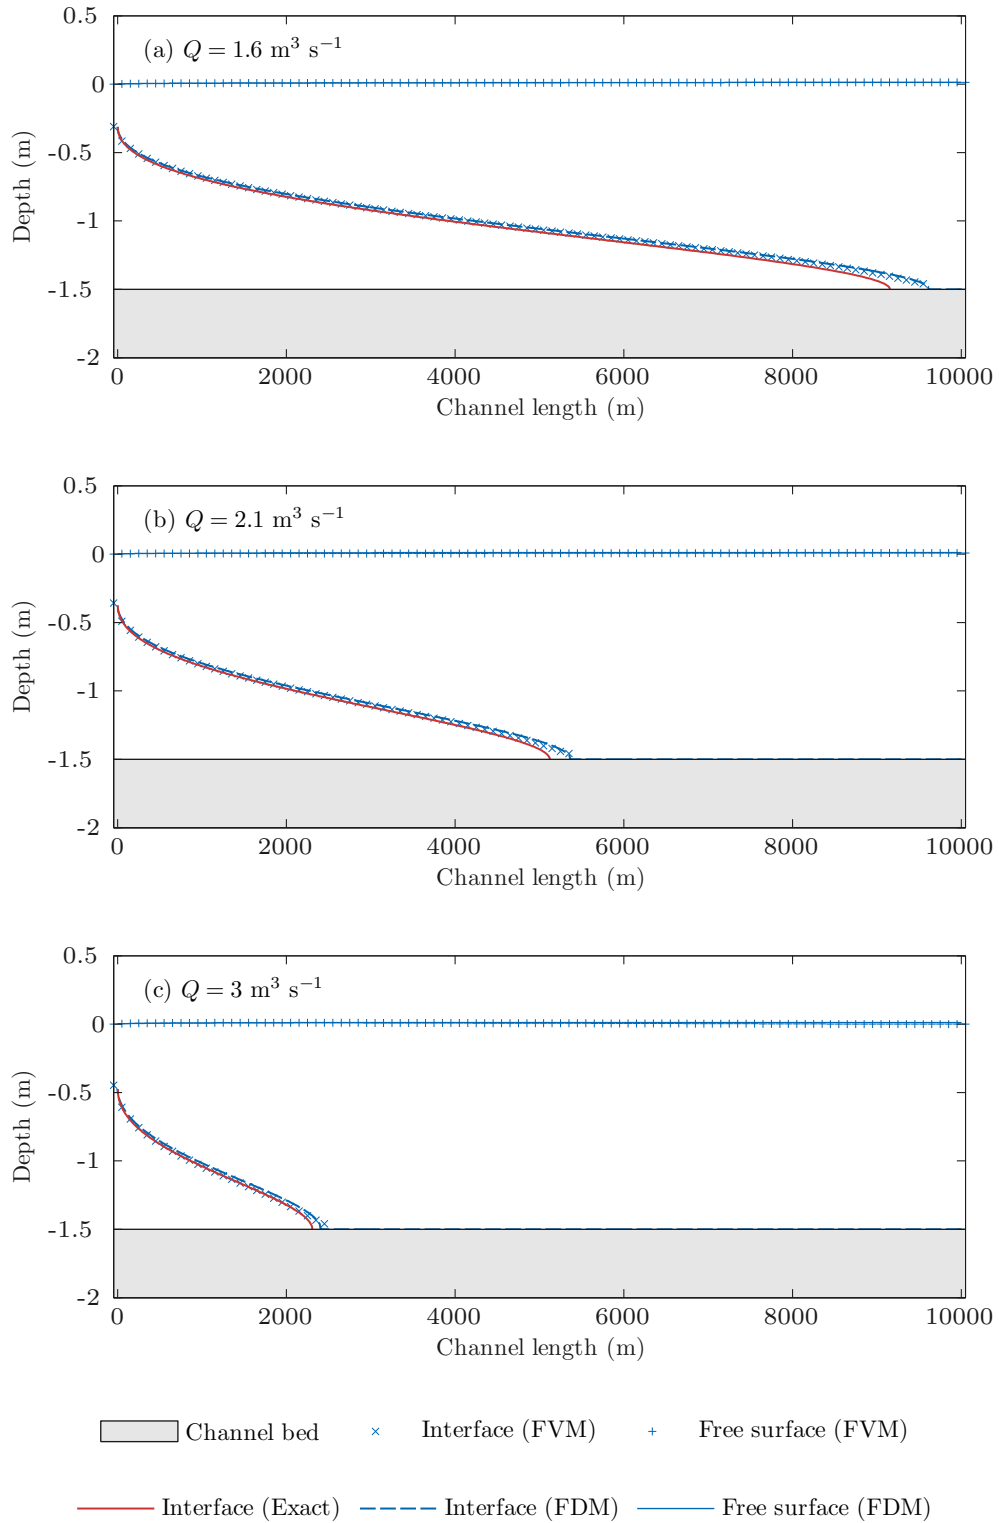 0.5
(a) Q = 1.6 m³ s⁻¹
0
-0.5
-1
-1.5
-2
Depth (m)
0 2000 4000 6000 8000 10000
Channel length (m)
0.5
(b) Q = 2.1 m³ s⁻¹
0
-0.5
-1
-1.5
-2
Depth (m)
0 2000 4000 6000 8000 10000
Channel length (m)
0.5
(c) Q = 3 m³ s⁻¹
0
-0.5
-1
-1.5
-2
Depth (m)
0 2000 4000 6000 8000 10000
Channel length (m)
Channel bed Interface (FVM) Free surface (FVM)
Interface (Exact) Interface (FDM) Free surface (FDM)